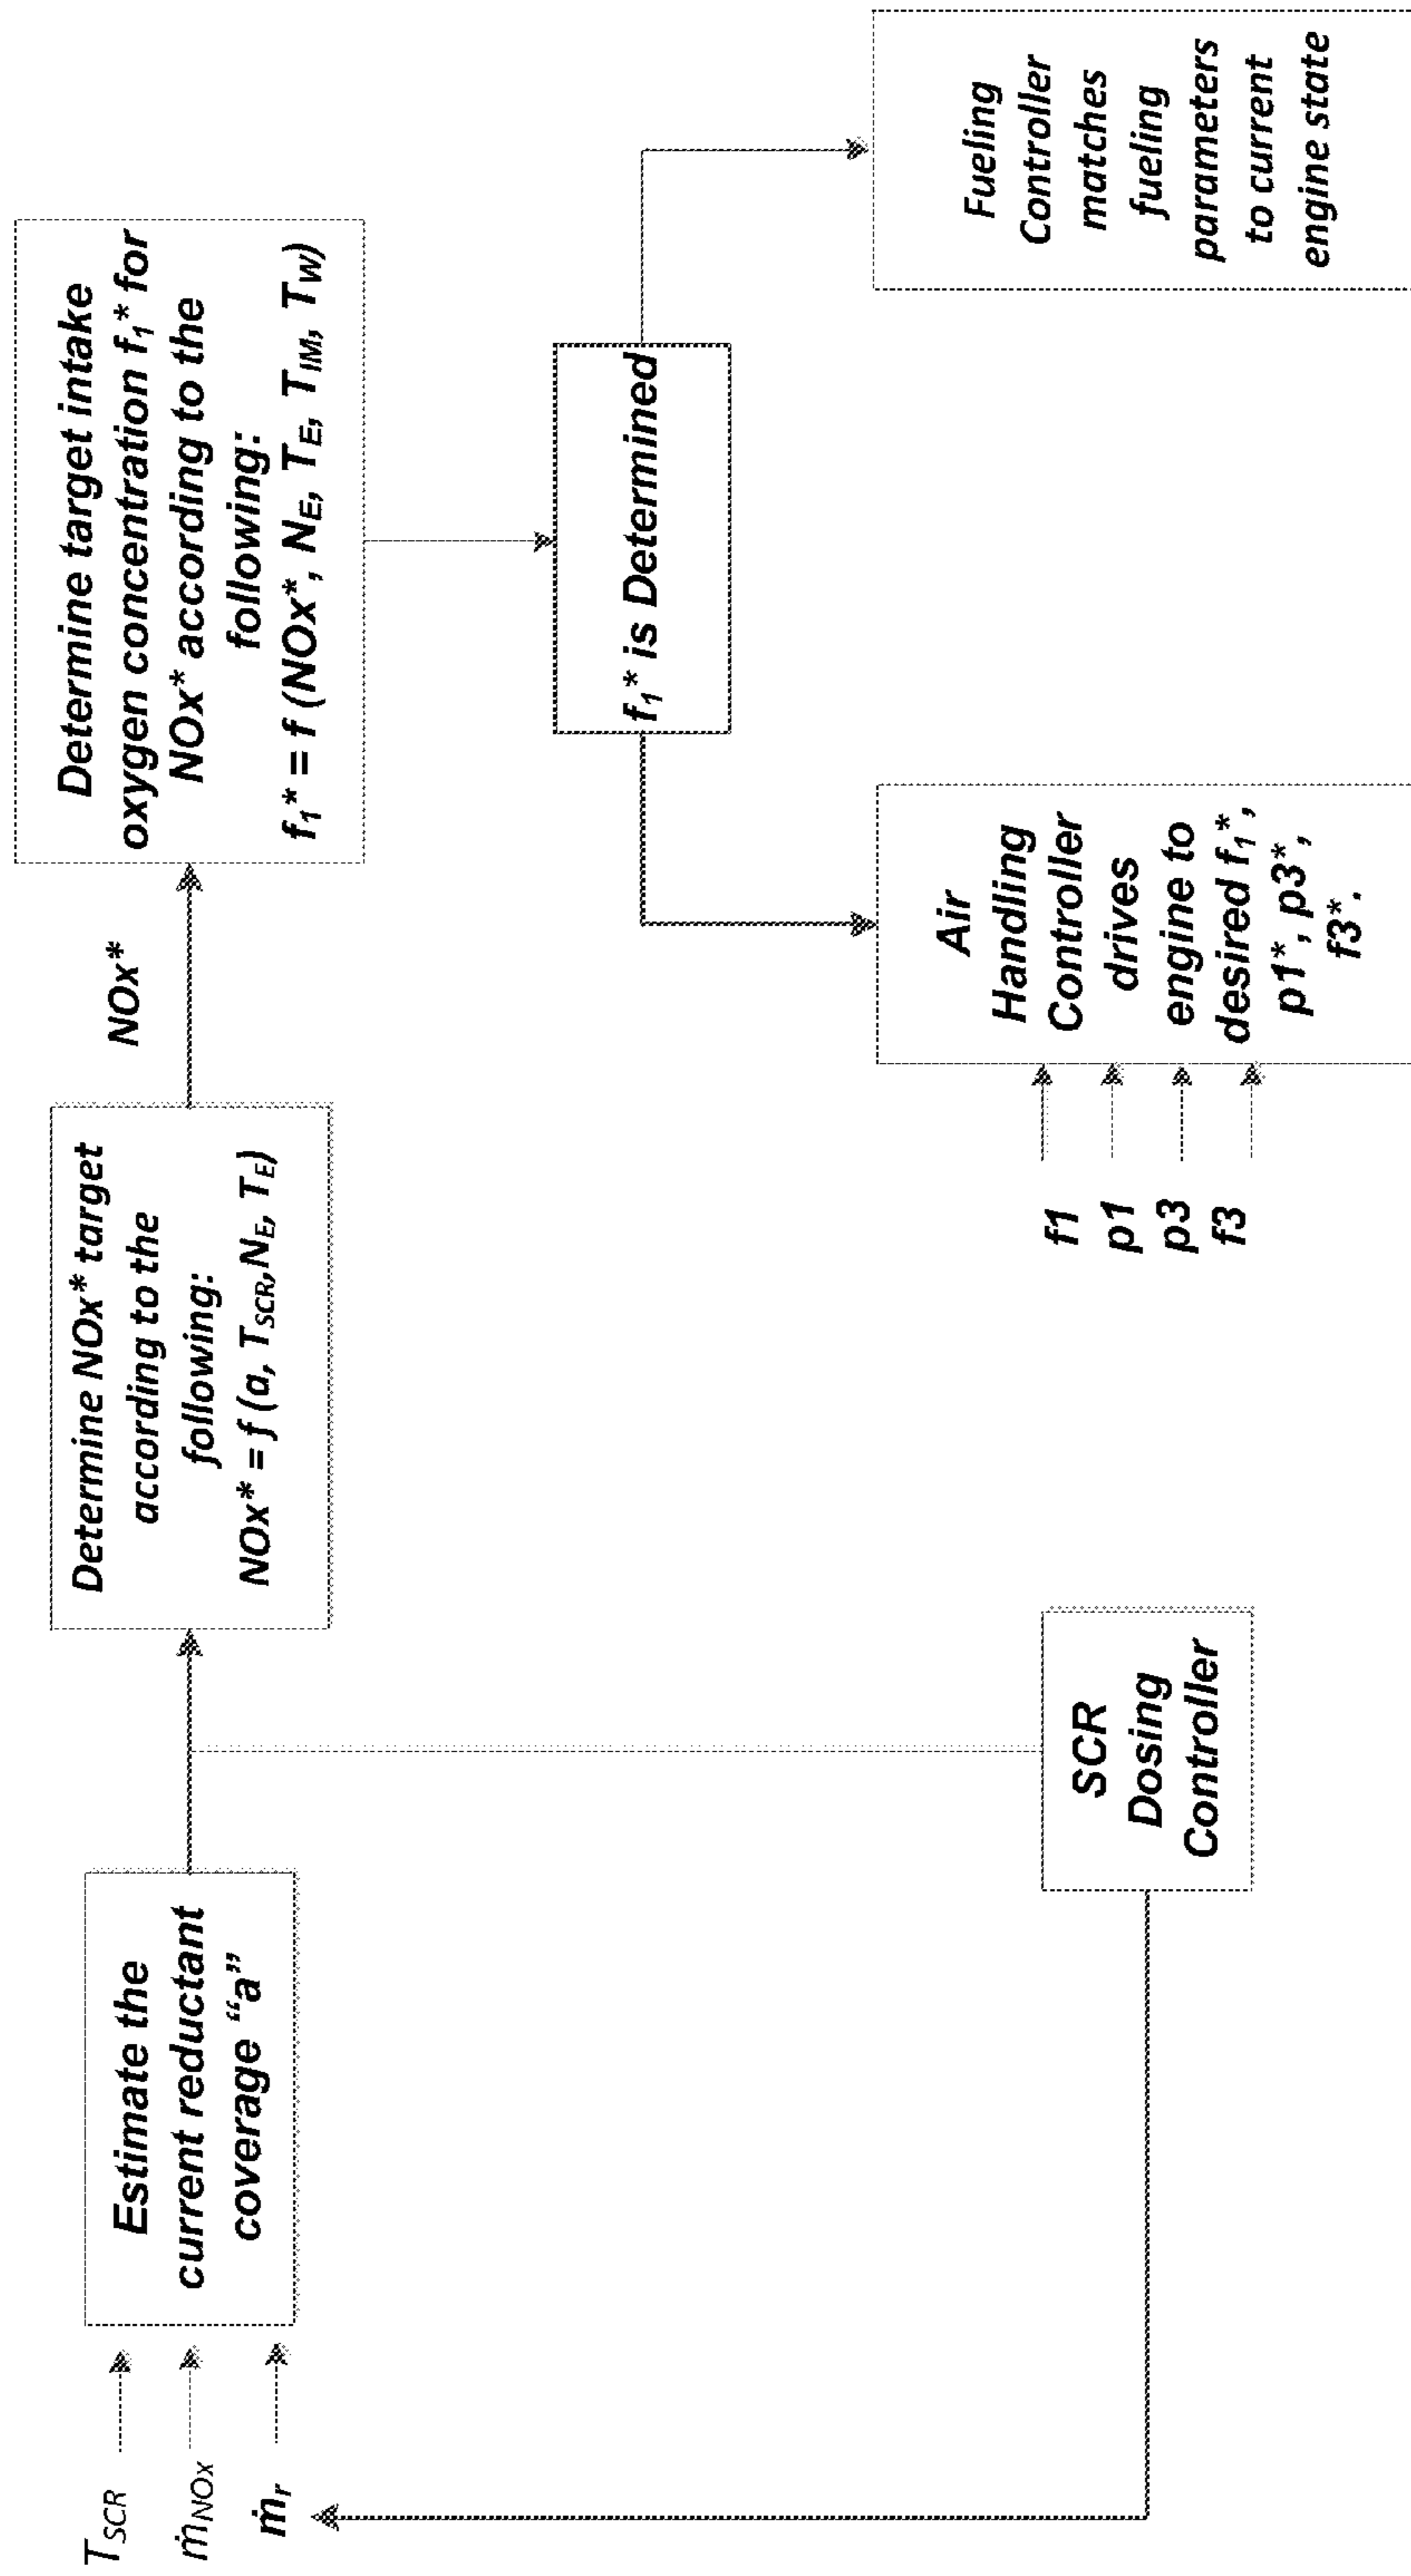 T_SCR
ṁ_NOx
ṁ_r
Estimate the
current reductant
coverage “a”
Determine NOx* target
according to the
following:
NOx* = f (a, T_SCR, N_E, T_E)
NOx*
Determine target intake
oxygen concentration f_1* for
NOx* according to the
following:
f_1* = f (NOx*, N_E, T_E, T_IM, T_W)
f_1* is Determined
SCR
Dosing
Controller
f1
p1
p3
f3
Air
Handling
Controller
drives
engine to
desired f_1*,
p1*, p3*,
f3*.
Fueling
Controller
matches
fueling
parameters
to current
engine state